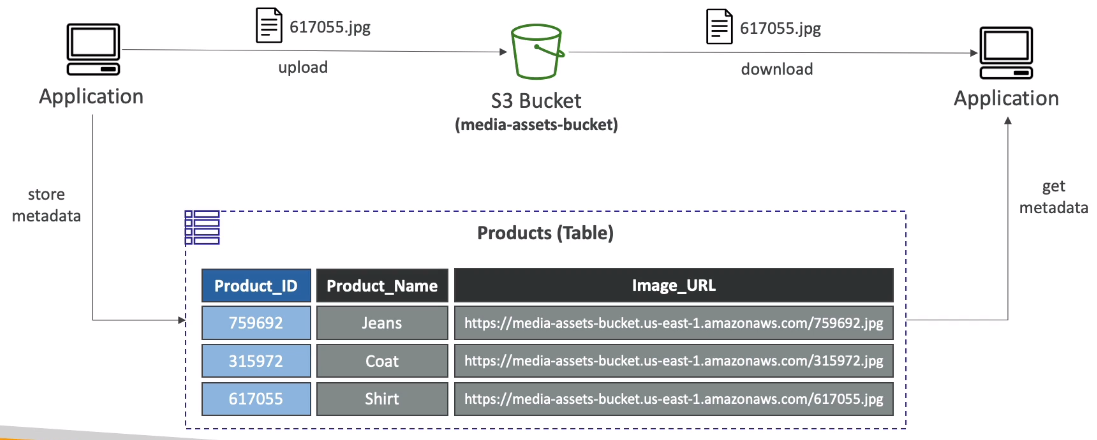 617055.jpg
617055.jpg
upload
download
Application
S3 Bucket
(media-assets-bucket)
Application
store
metadata
get
metadata
Products (Table)
Product_ID Product_Name Image_URL
759692 Jeans https://media-assets-bucket.us-east-1.amazonaws.com/759692.jpg
315972 Coat https://media-assets-bucket.us-east-1.amazonaws.com/315972.jpg
617055 Shirt https://media-assets-bucket.us-east-1.amazonaws.com/617055.jpg